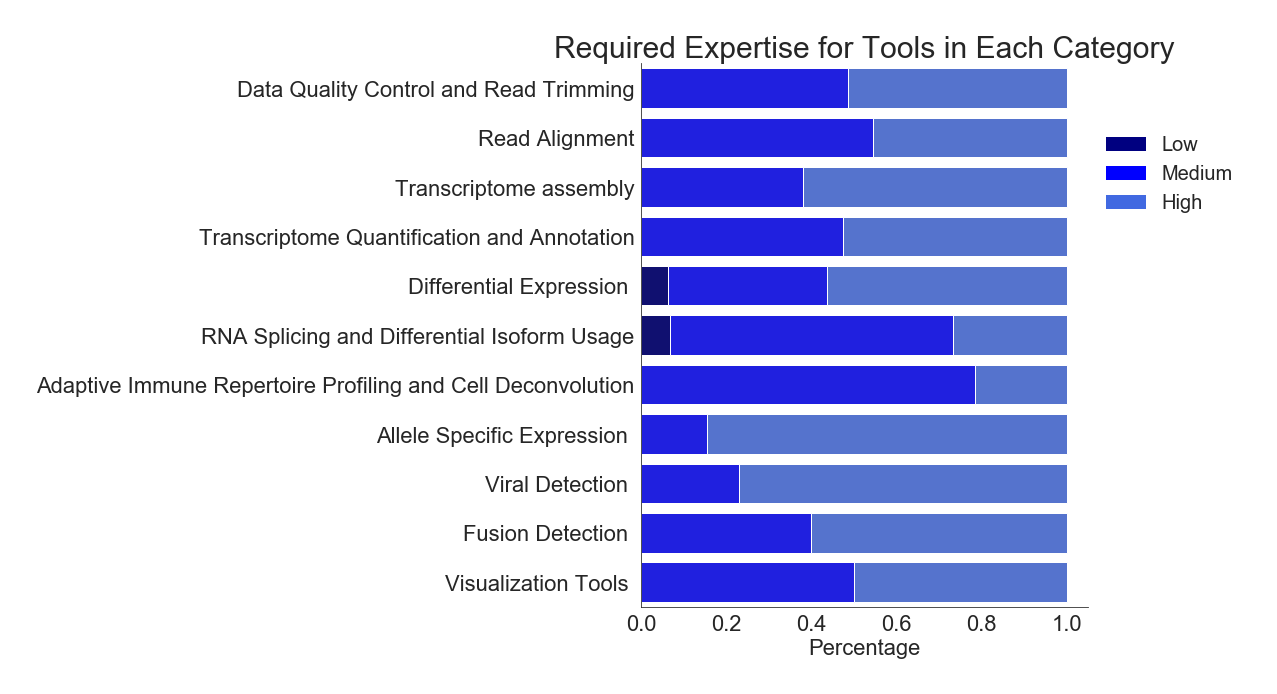 Required Expertise for Tools in Each Category
Data Quality Control and Read Trimming
Read Alignment
Transcriptome assembly
Transcriptome Quantification and Annotation
Differential Expression
RNA Splicing and Differential Isoform Usage
Adaptive Immune Repertoire Profiling and Cell Deconvolution
Allele Specific Expression
Viral Detection
Fusion Detection
Visualization Tools
0.0 0.2 0.4 0.6 0.8 1.0
Percentage
Low
Medium
High